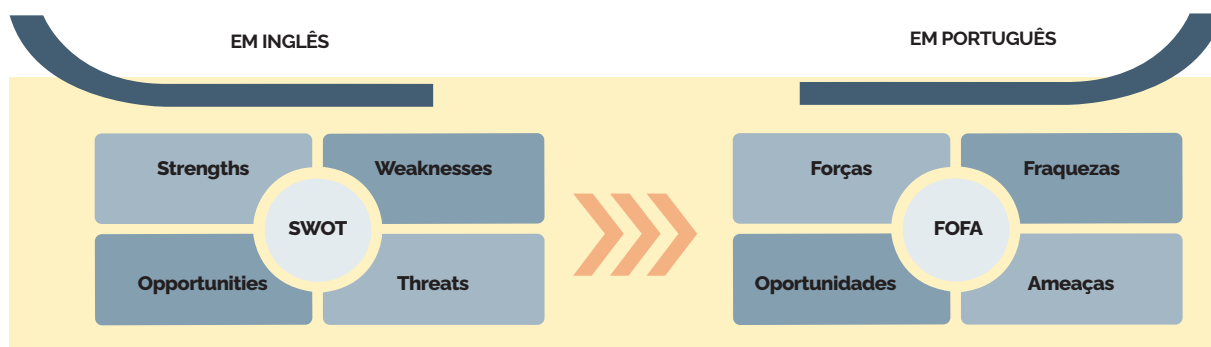 EM INGLÊS
Strengths
Weaknesses
SWOT
Opportunities
Threats
EM PORTUGUÊS
Forças
Fraquezas
FOFA
Oportunidades
Ameaças